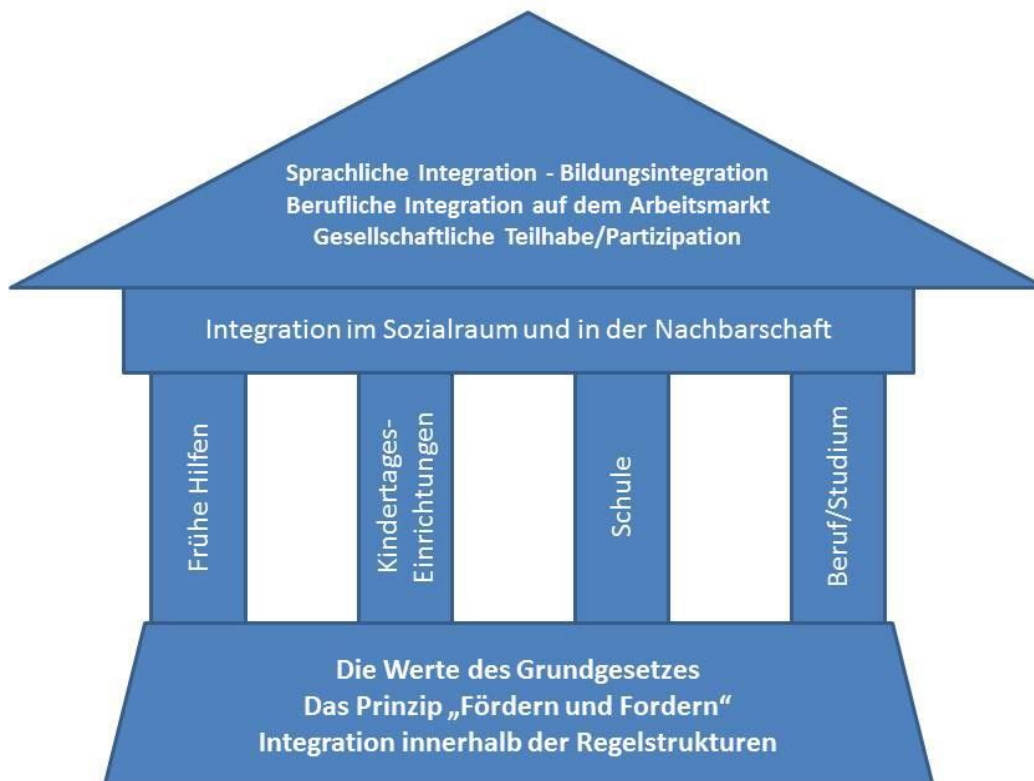 Sprachliche Integration - Bildungsintegration
Berufliche Integration auf dem Arbeitsmarkt
Gesellschaftliche Teilhabe/Partizipation
Integration im Sozialraum und in der Nachbarschaft
Frühe Hilfen
Kindertages-
Einrichtungen
Schule
Beruf/Studium
Die Werte des Grundgesetzes
Das Prinzip „Fördern und Fordern“
Integration innerhalb der Regelstrukturen